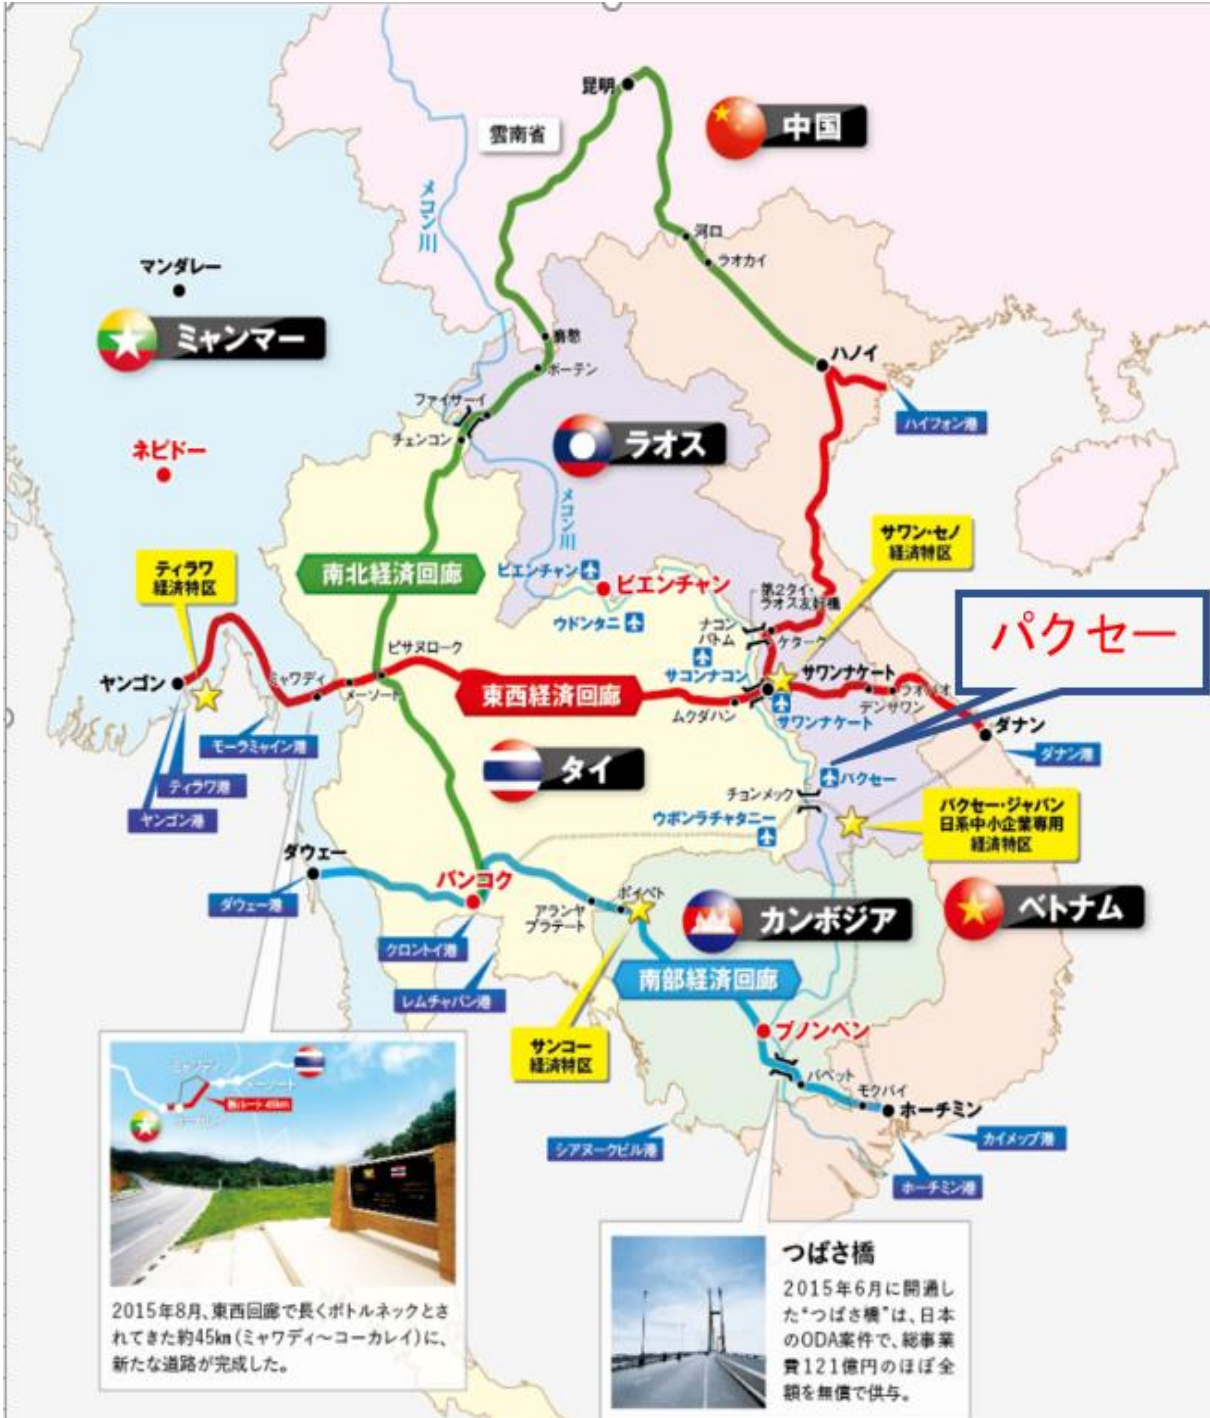 昆明
中国
雲南省
メコン川
河口
ラオカイ
マンダレー
ミャンマー
磨憨
ボーテン
ハノイ
ハイフォン港
ファイサーイ
チェンコン
ラオス
ネピドー
メコン川
サワン・セノ
経済特区
ティラワ
経済特区
南北経済回廊
ビエンチャン
ビエンチャン
ウドンタニ
第2タイ・
ラオス友好橋
ナコン
パトム
ケターク
パクセー
ピサヌローク
ヤンゴン
ミャワディ
メーソート
東西経済回廊
サコンナコン
サワンナケート
ムクダハン
サワンナケート
デンサワン
ラオバオ
ダナン
ダナン港
モーラミャイン港
ティラワ港
ヤンゴン港
タイ
パクセー
チョンメック
ウボンラチャタニー
パクセー・ジャパン
日系中小企業専用
経済特区
ダウェー
ダウェー港
バンコク
クロントイ港
レムチャバン港
アランヤ
プラテート
ポイペト
カンボジア
ベトナム
南部経済回廊
サンコー
経済特区
プノンペン
バベット
モクバイ
ホーチミン
カイメップ港
ホーチミン港
シアヌークビル港
ミャワディ
メーソート
コーカレイ
2015年8月、東西回廊で長くボトルネックとさ
れてきた約45km(ミャワディ〜コーカレイ)に、
新たな道路が完成した。
つばさ橋
2015年6月に開通し
た“つばさ橋”は、日本
のODA案件で、総事業
費121億円のほぼ全
額を無償で供与。